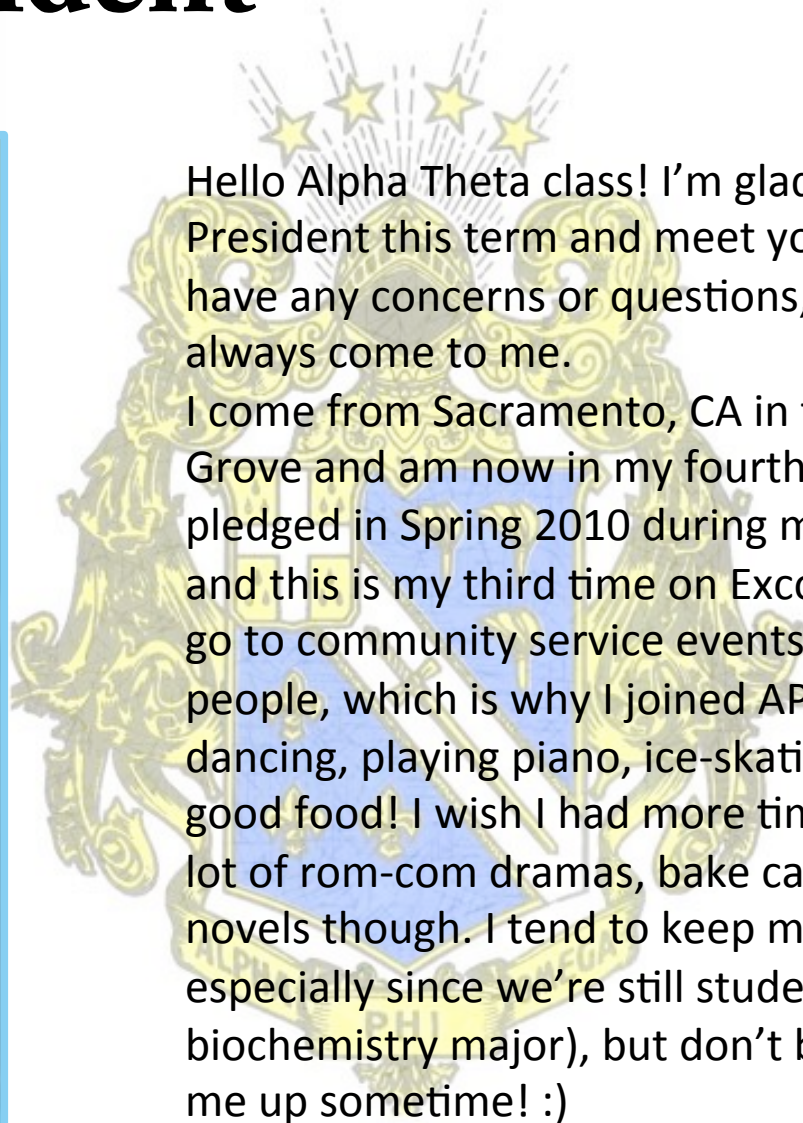 Hello Alpha Theta class! I’m glad
President this term and meet yo
have any concerns or questions,
always come to me.
I come from Sacramento, CA in
Grove and am now in my fourth
pledged in Spring 2010 during m
and this is my third time on Exco
go to community service events
people, which is why I joined AP
dancing, playing piano, ice-skati
good food! I wish I had more tim
lot of rom-com dramas, bake ca
novels though. I tend to keep m
especially since we’re still stude
biochemistry major), but don’t b
me up sometime! :)
ALPHA
PHI
OMEGA